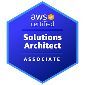 aws
certified
Solutions
Architect
ASSOCIATE